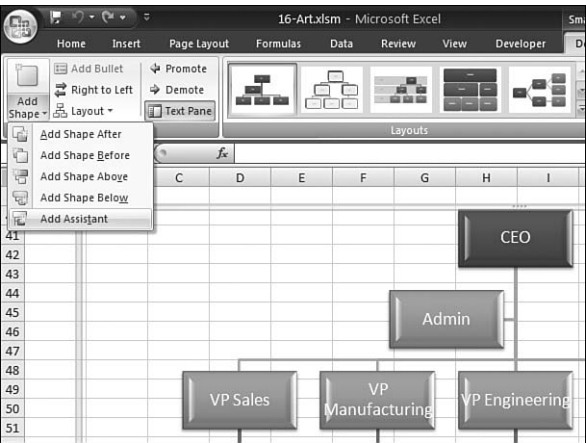 16-Art.xlsm - Microsoft Excel
Home Insert Page Layout Formulas Data Review View Developer
Add Shape
Add Bullet
Right to Left
Layout
Promote
Demote
Text Pane
Layouts
Add Shape After
Add Shape Before
Add Shape Above
Add Shape Below
Add Assistant
fx
C D E F G H I
41
42
43
44
45
46
47
48
49
50
51
CEO
Admin
VP Sales
VP
Manufacturing
VP Engineering